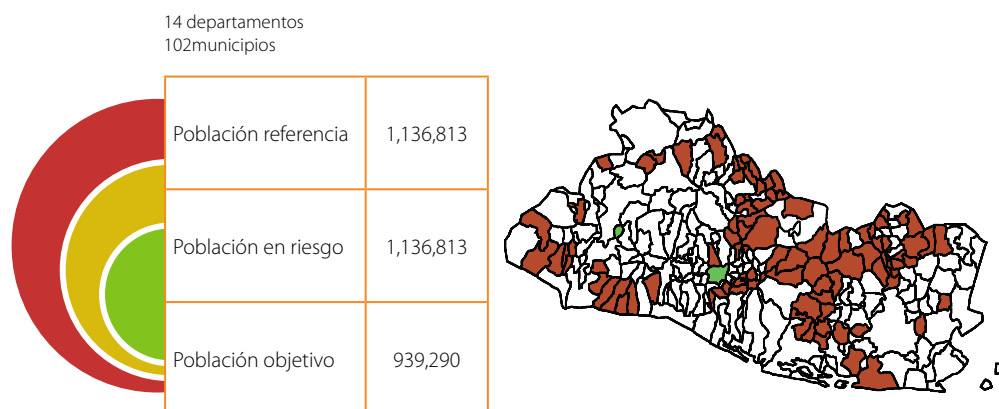 14 departamentos
102municipios
Población referencia 1,136,813
Población en riesgo 1,136,813
Población objetivo 939,290